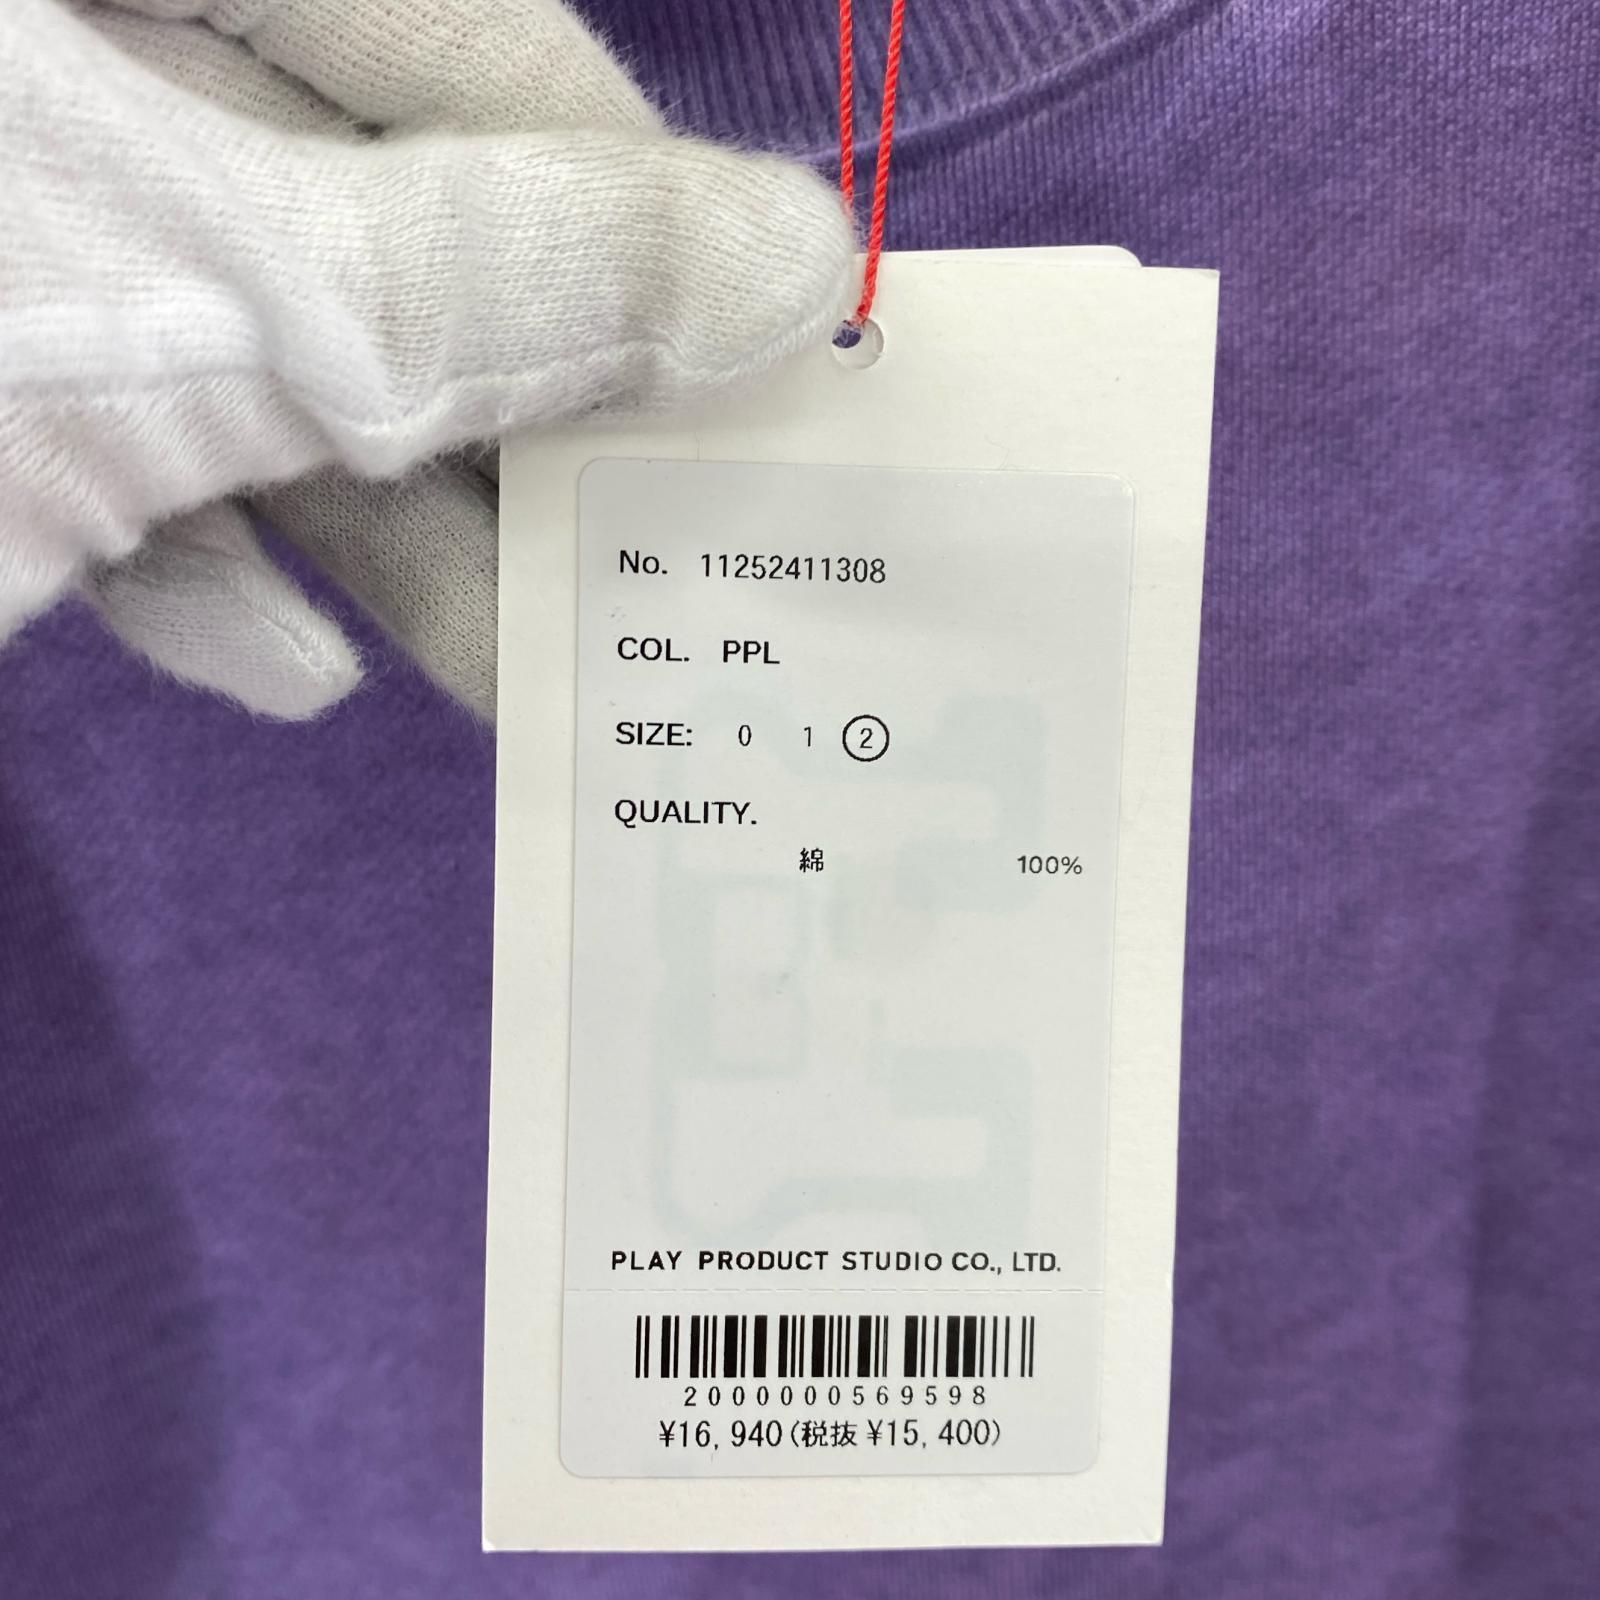 No. 11252411308
COL. PPL
SIZE: 0 1 2
QUALITY.
綿 100%
PLAY PRODUCT STUDIO CO., LTD.
2000000569598
¥16,940(税抜 ¥15,400)